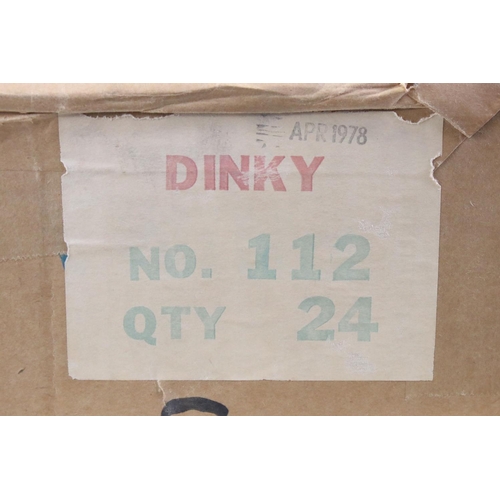 APR 1978
DINKY
NO. 112
QTY 24